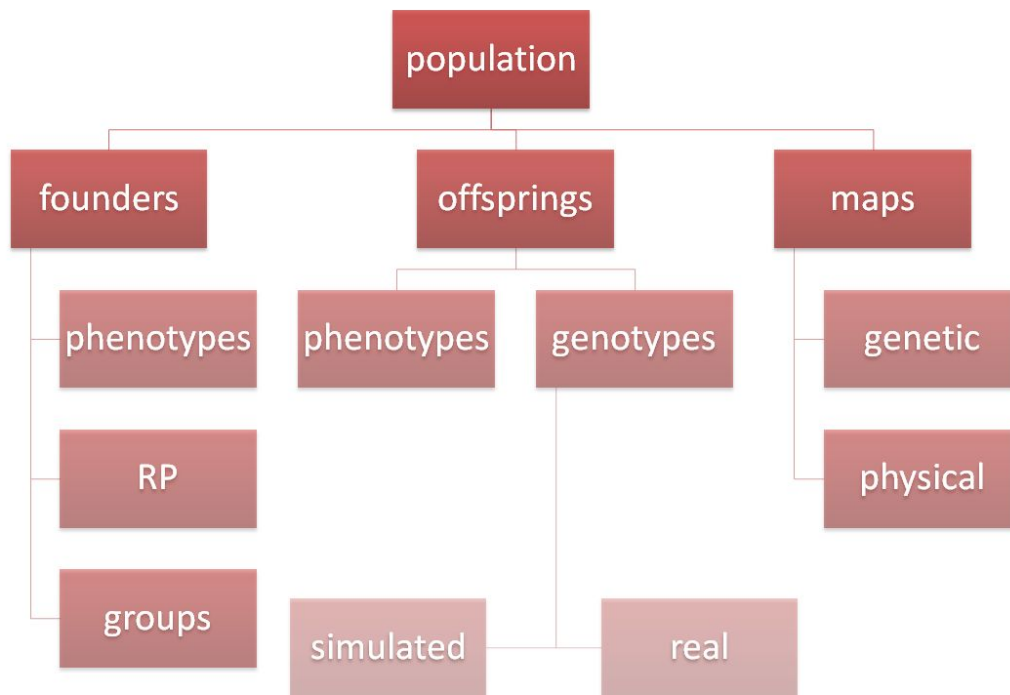 population
founders
offsprings
maps
phenotypes
phenotypes
genotypes
genetic
RP
physical
groups
simulated
real